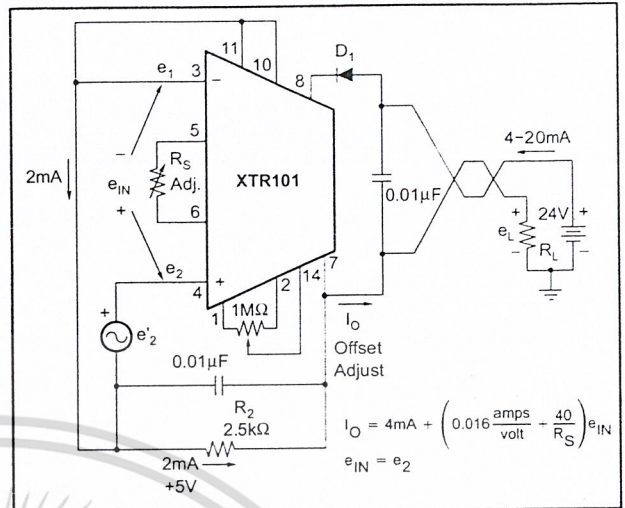 11
10
D1
e1
3
−
8
5
4–20mA
RS
Adj.
XTR101
2mA
−
eIN
+
0.01µF
6
+
24V
+
eL
RL
−
−
e2
+
4
7
14
2
1
1MΩ
+
e'2
IO
Offset
Adjust
0.01µF
R2
2.5kΩ
2mA
+5V
IO = 4mA + (0.016 amps/volt + 40/RS) eIN
eIN = e2